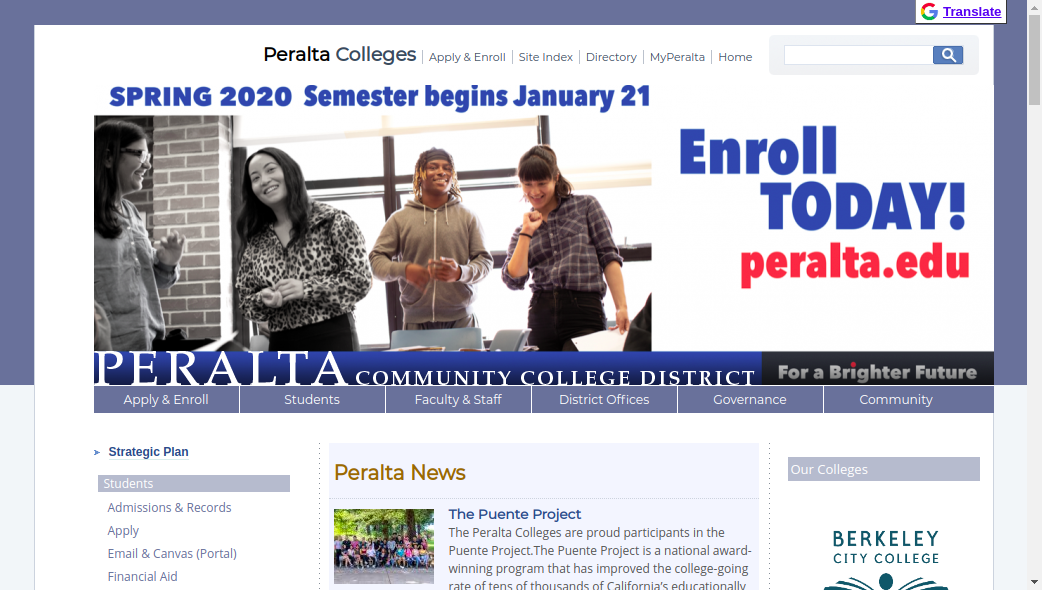 Translate
Peralta Colleges
Apply & Enroll
Site Index
Directory
MyPeralta
Home
SPRING 2020 Semester begins January 21
Enroll
TODAY!
peralta.edu
PERALTA COMMUNITY COLLEGE DISTRICT
For a Brighter Future
Apply & Enroll
Students
Faculty & Staff
District Offices
Governance
Community
Strategic Plan
Students
Admissions & Records
Apply
Email & Canvas (Portal)
Financial Aid
Peralta News
The Puente Project
The Peralta Colleges are proud participants in the
Puente Project.The Puente Project is a national award-
winning program that has improved the college-going
rate of tens of thousands of California's educationally
Our Colleges
BERKELEY
CITY COLLEGE